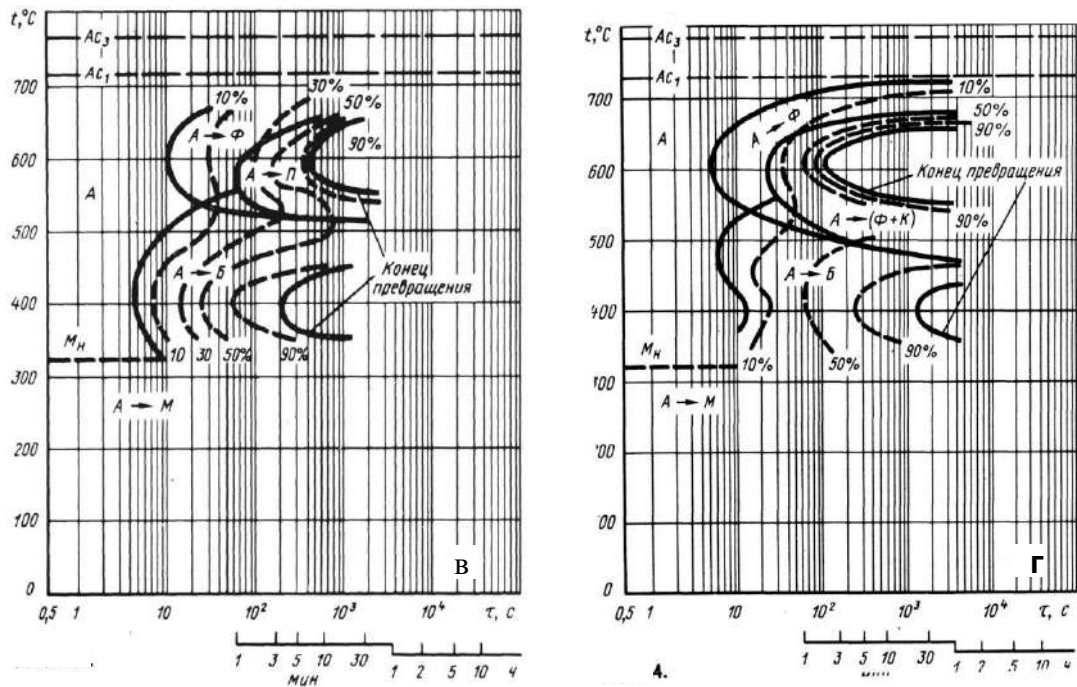 t,°C
Ac₃
Ac₁
700
10%
30%
50%
А → Ф
90%
600
А → П
А
500
А → Б
Конец
превращения
400
Мн
10
30
50%
90%
300
А → М
200
100
0
в
0,5
1
10
10²
10³
10⁴
τ, с
1
3
5
10
30
1
2
5
10
4
мин
t,°C
Ac₃
Ac₁
700
10%
50%
90%
А → Ф
А
600
Конец превращения
А → (Ф+К)
90%
500
А → Б
400
Мн
10%
50%
90%
А → М
0
г
0,5
1
10
10²
10³
10⁴
τ, с
1
3
5
10
30
1
2
5
10
4
4.